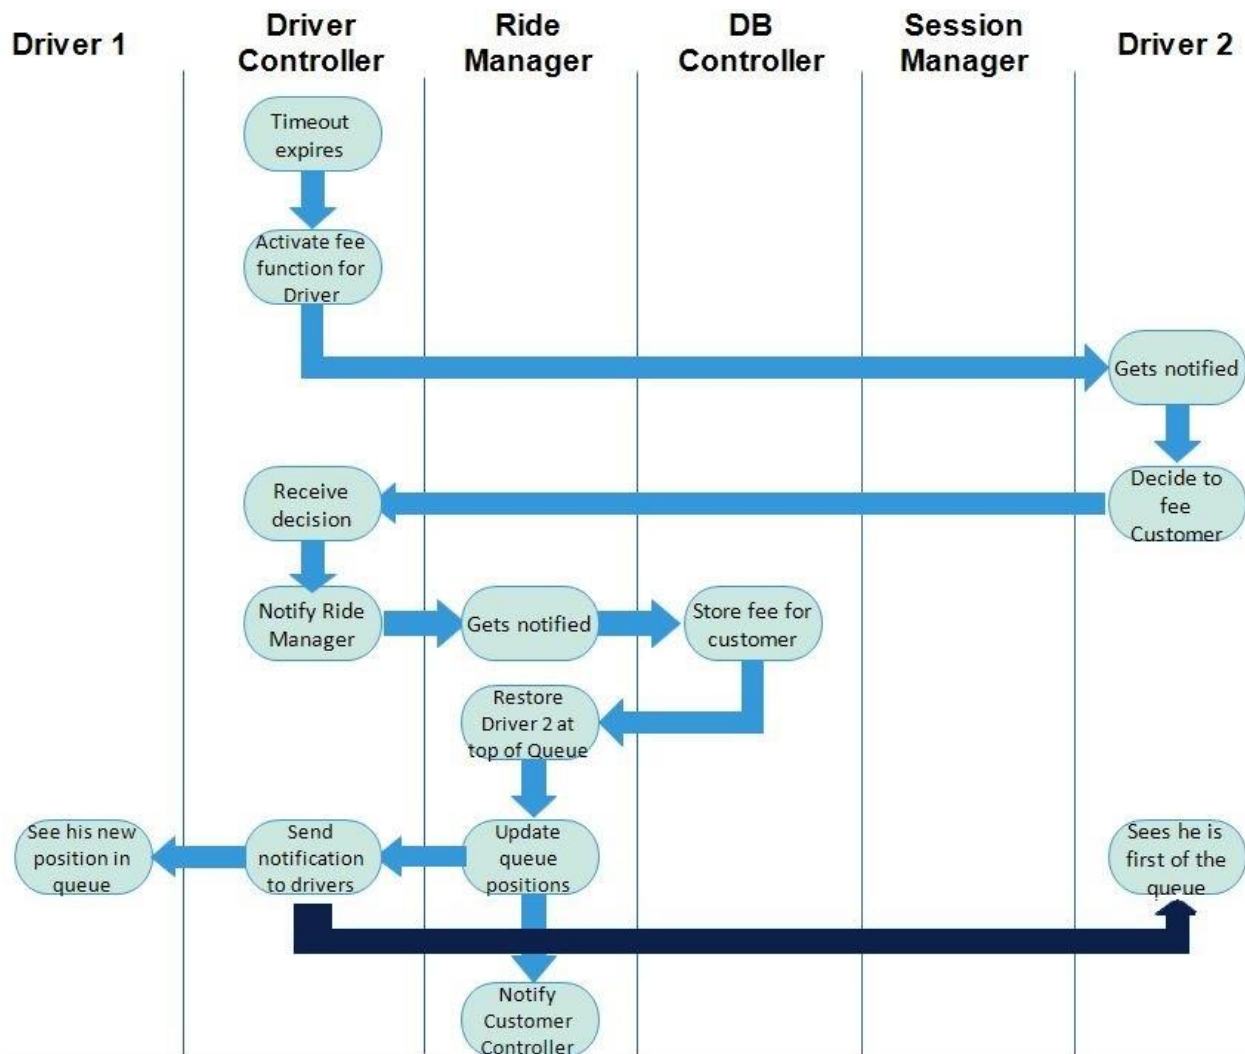 Driver 1
Driver
Controller
Ride
Manager
DB
Controller
Session
Manager
Driver 2
Timeout
expires
Activate fee
function for
Driver
Gets notified
Decide to
fee
Customer
Receive
decision
Notify Ride
Manager
Gets notified
Store fee for
customer
Restore
Driver 2 at
top of Queue
Update
queue
positions
Send
notification
to drivers
See his new
position in
queue
Sees he is
first of the
queue
Notify
Customer
Controller